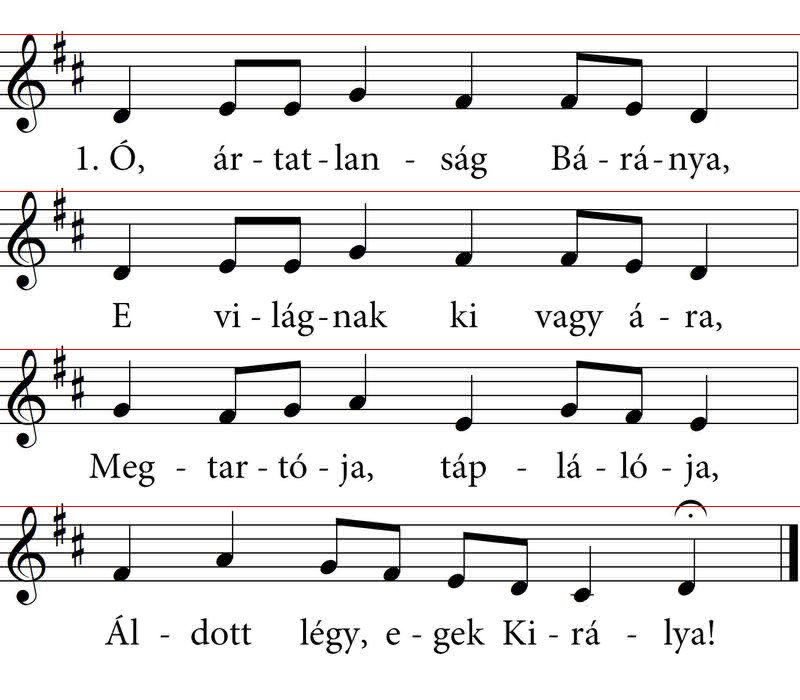 1. Ó, ár - tat - lan - ság Bá - rá - nya,
E vi - lág - nak ki vagy á - ra,
Meg - tar - tó - ja, táp - lá - ló - ja,
Ál - dott légy, e - gek Ki - rá - lya!